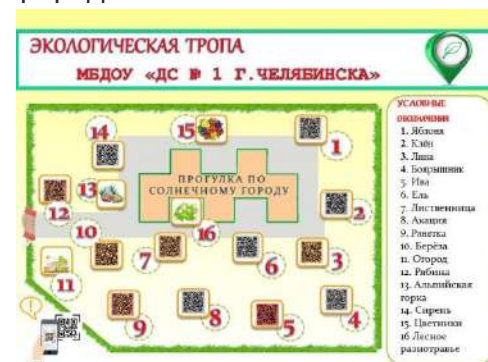 ЭКОЛОГИЧЕСКАЯ ТРОПА
МБДОУ «ДС № 1 Г.ЧЕЛЯБИНСКА»
УСЛОВНЫЕ
ОБОЗНАЧЕНИЯ
1. Яблоня
2. Клён
3. Липа
4. Боярышник
5. Ива
6. Ель
7. Лиственница
8. Акация
9. Ранетка
10. Берёза
11. Огород
12. Рябина
13. Альпийская
горка
14. Сирень
15. Цветники
16 Лесное
разнотравье
14
15
1
ПРОГУЛКА ПО
СОЛНЕЧНОМУ ГОРОДУ
13
12
2
16
10
7
6
3
11
9
8
5
4